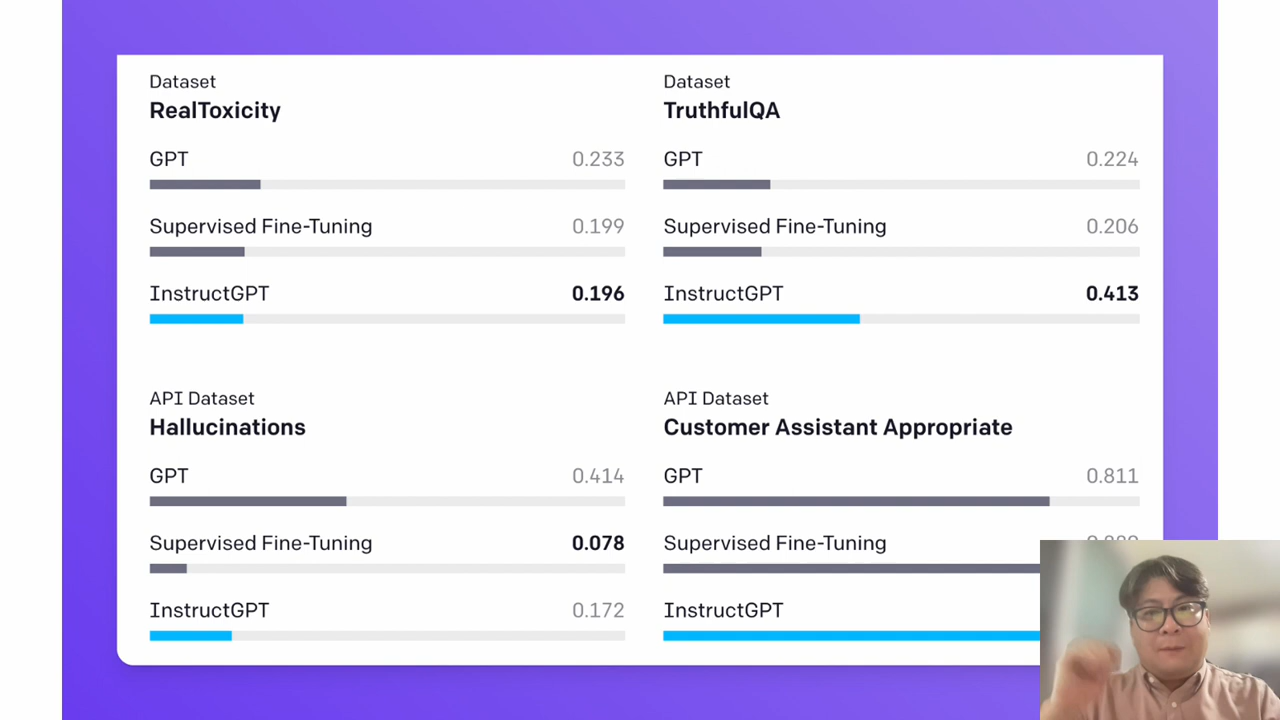 Dataset
RealToxicity
GPT 0.233
Supervised Fine-Tuning 0.199
InstructGPT 0.196
Dataset
TruthfulQA
GPT 0.224
Supervised Fine-Tuning 0.206
InstructGPT 0.413
API Dataset
Hallucinations
GPT 0.414
Supervised Fine-Tuning 0.078
InstructGPT 0.172
API Dataset
Customer Assistant Appropriate
GPT 0.811
Supervised Fine-Tuning
InstructGPT